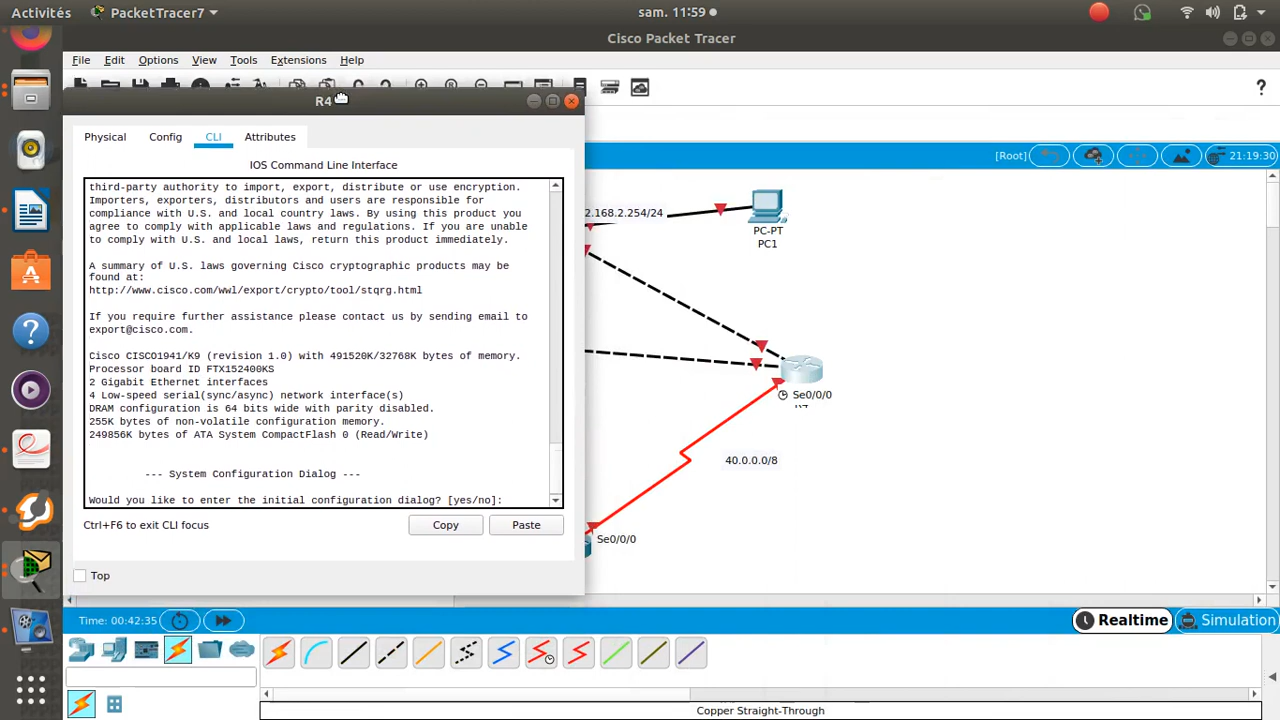 Activités
PacketTracer7
sam. 11:59
Cisco Packet Tracer
File Edit Options View Tools Extensions Help
R4
Physical Config CLI Attributes
[Root]
21:19:30
IOS Command Line Interface
third-party authority to import, export, distribute or use encryption.
Importers, exporters, distributors and users are responsible for
compliance with U.S. and local country laws. By using this product you
agree to comply with applicable laws and regulations. If you are unable
to comply with U.S. and local laws, return this product immediately.
A summary of U.S. laws governing Cisco cryptographic products may be
found at:
http://www.cisco.com/wwl/export/crypto/tool/stqrg.html
If you require further assistance please contact us by sending email to
export@cisco.com.
Cisco CISCO1941/K9 (revision 1.0) with 491520K/32768K bytes of memory.
Processor board ID FTX152400KS
2 Gigabit Ethernet interfaces
4 Low-speed serial(sync/async) network interface(s)
DRAM configuration is 64 bits wide with parity disabled.
255K bytes of non-volatile configuration memory.
249856K bytes of ATA System CompactFlash 0 (Read/Write)
--- System Configuration Dialog ---
Would you like to enter the initial configuration dialog? [yes/no]:
Ctrl+F6 to exit CLI focus
Copy
Paste
Top
2.168.2.254/24
PC-PT
PC1
Se0/0/0
R4
40.0.0.0/8
Se0/0/0
Time: 00:42:35
Realtime
Simulation
Copper Straight-Through